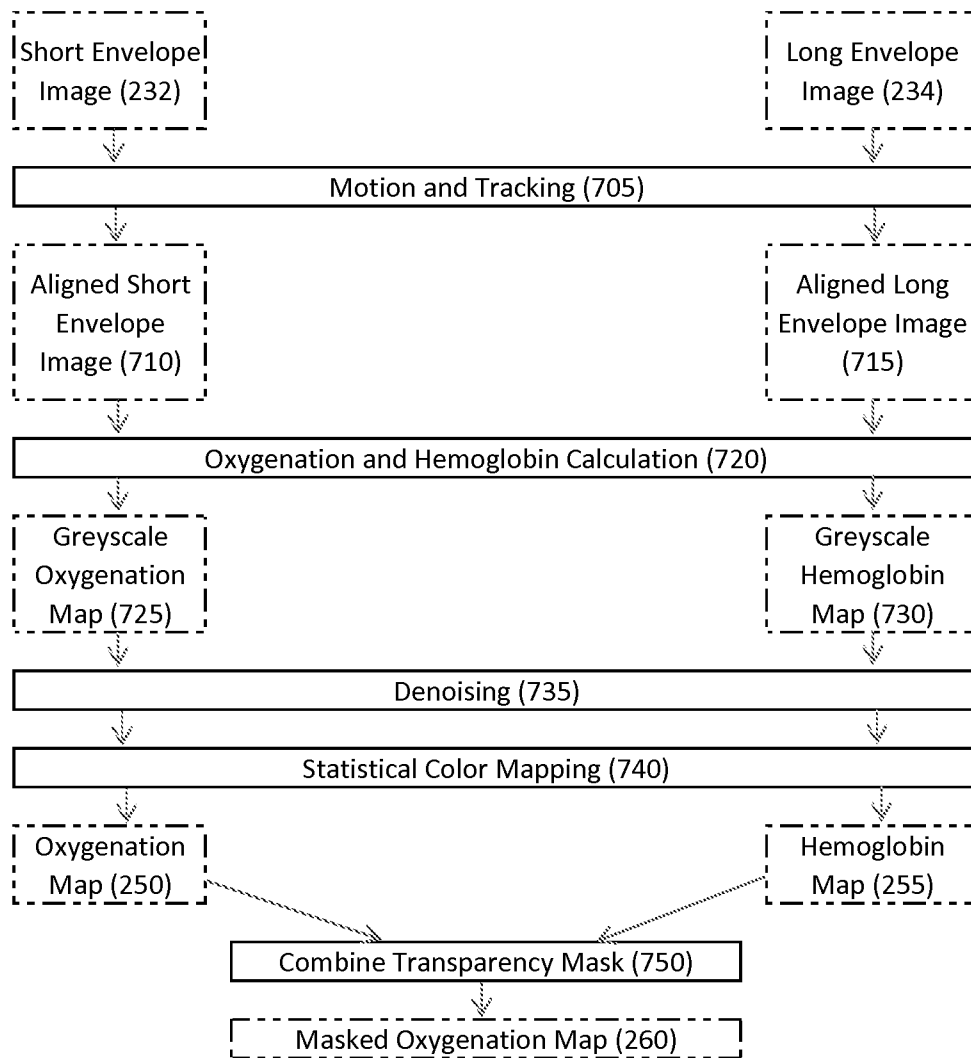 Short Envelope
Image (232)
Long Envelope
Image (234)
Motion and Tracking (705)
Aligned Short
Envelope
Image (710)
Aligned Long
Envelope Image
(715)
Oxygenation and Hemoglobin Calculation (720)
Greyscale
Oxygenation
Map (725)
Greyscale
Hemoglobin
Map (730)
Denoising (735)
Statistical Color Mapping (740)
Oxygenation
Map (250)
Hemoglobin
Map (255)
Combine Transparency Mask (750)
Masked Oxygenation Map (260)